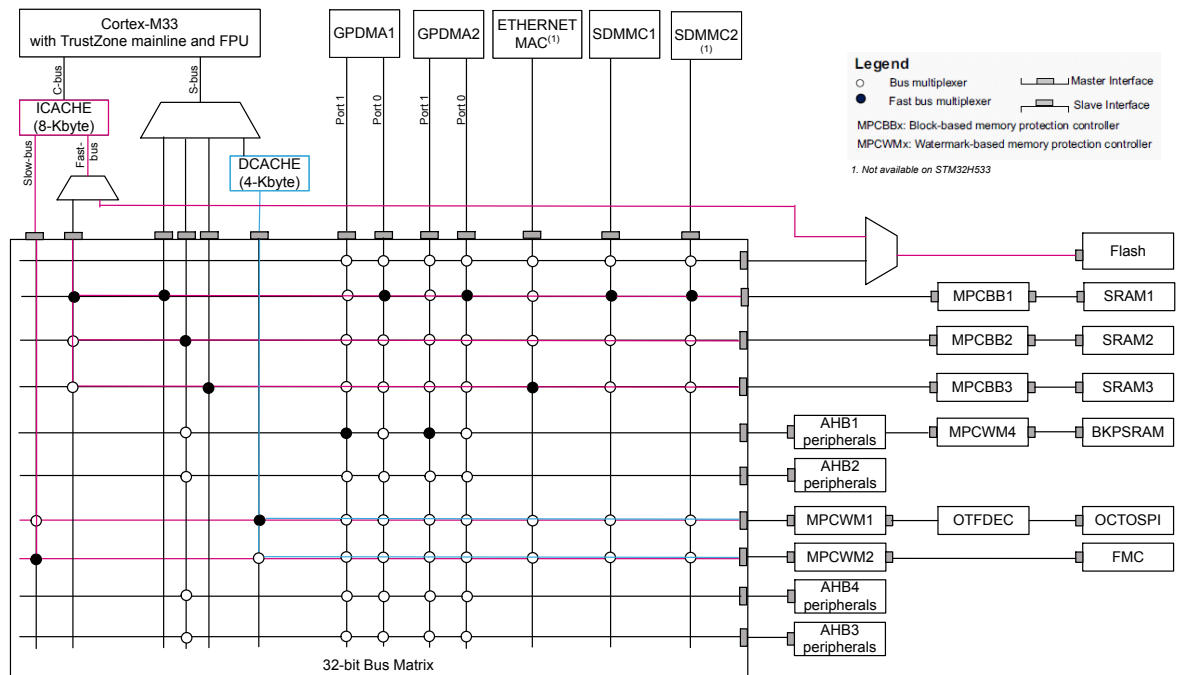 Cortex-M33
with TrustZone mainline and FPU
GPDMA1
GPDMA2
ETHERNET
MAC(1)
SDMMC1
SDMMC2
(1)
C-bus
S-bus
Port 1
Port 0
Port 1
Port 0
Legend
Bus multiplexer
Fast bus multiplexer
Master Interface
Slave Interface
MPCBBx: Block-based memory protection controller
MPCWMx: Watermark-based memory protection controller
1. Not available on STM32H533
ICACHE
(8-Kbyte)
Slow-bus
Fast-
bus
DCACHE
(4-Kbyte)
Flash
MPCBB1
SRAM1
MPCBB2
SRAM2
MPCBB3
SRAM3
AHB1
peripherals
MPCWM4
BKPSRAM
AHB2
peripherals
MPCWM1
OTFDEC
OCTOSPI
MPCWM2
FMC
AHB4
peripherals
AHB3
peripherals
32-bit Bus Matrix